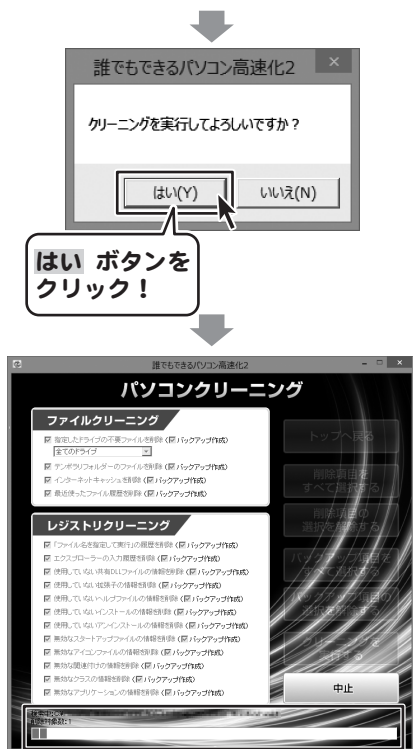 誰でもできるパソコン高速化2
クリーニングを実行してよろしいですか？
はい(Y)
いいえ(N)
はい ボタンを
クリック！
誰でもできるパソコン高速化2
パソコンクリーニング
ファイルクリーニング
指定したドライブの不要ファイルを削除 (バックアップ作成)
全てのドライブ
テンポラリフォルダーのファイルを削除 (バックアップ作成)
インターネットキャッシュを削除 (バックアップ作成)
最近使ったファイル履歴を削除 (バックアップ作成)
レジストリクリーニング
「ファイル名を指定して実行」の履歴を削除 (バックアップ作成)
エクスプローラーの入力履歴を削除 (バックアップ作成)
使用していない共有DLLファイルの情報を削除 (バックアップ作成)
使用していない拡張子の情報を削除 (バックアップ作成)
使用していないヘルプファイルの情報を削除 (バックアップ作成)
使用していないインストールの情報を削除 (バックアップ作成)
使用していないアンインストールの情報を削除 (バックアップ作成)
無効なスタートアップファイルの情報を削除 (バックアップ作成)
無効なアイコンファイルの情報を削除 (バックアップ作成)
無効な関連付けの情報を削除 (バックアップ作成)
無効なクラスの情報を削除 (バックアップ作成)
無効なアプリケーションの情報を削除 (バックアップ作成)
トップへ戻る
削除項目を
すべて選択する
削除項目の
選択を解除する
中止
削除対象数:1